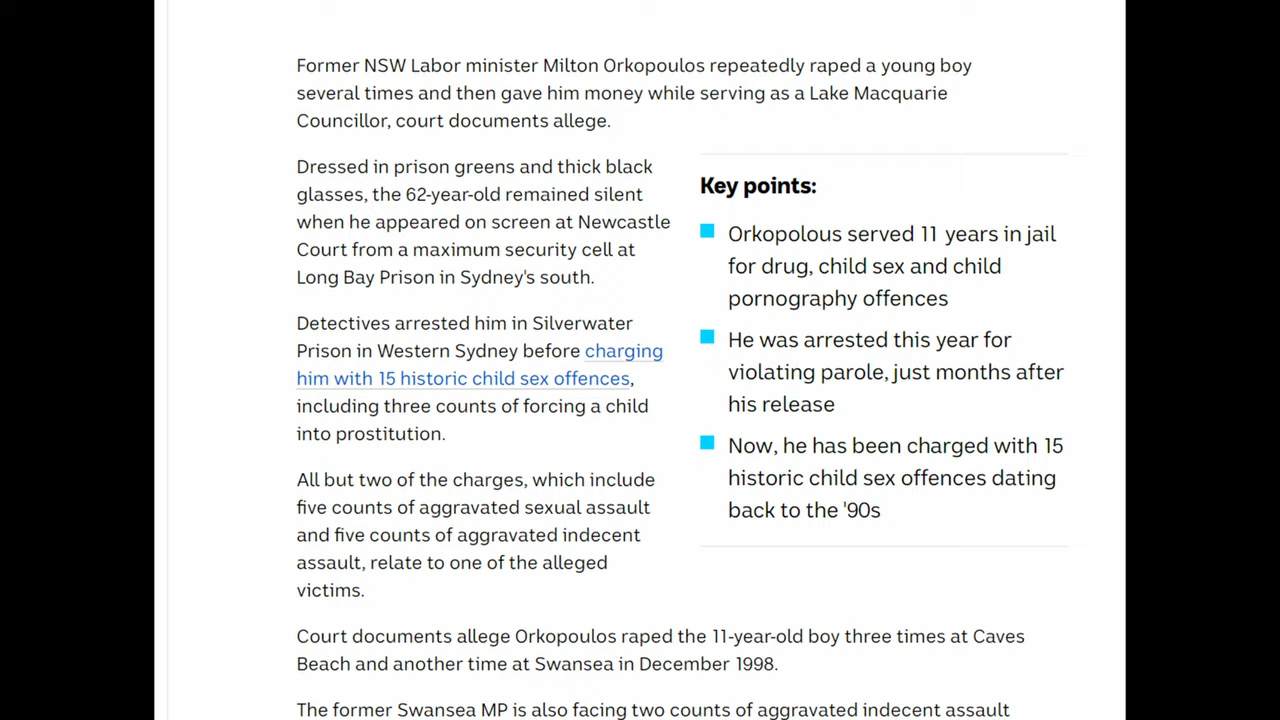 Former NSW Labor minister Milton Orkopoulos repeatedly raped a young boy
several times and then gave him money while serving as a Lake Macquarie
Councillor, court documents allege.
Dressed in prison greens and thick black
glasses, the 62-year-old remained silent
when he appeared on screen at Newcastle
Court from a maximum security cell at
Long Bay Prison in Sydney's south.
Detectives arrested him in Silverwater
Prison in Western Sydney before charging
him with 15 historic child sex offences,
including three counts of forcing a child
into prostitution.
All but two of the charges, which include
five counts of aggravated sexual assault
and five counts of aggravated indecent
assault, relate to one of the alleged
victims.
Key points:
Orkopolous served 11 years in jail
for drug, child sex and child
pornography offences
He was arrested this year for
violating parole, just months after
his release
Now, he has been charged with 15
historic child sex offences dating
back to the '90s
Court documents allege Orkopoulos raped the 11-year-old boy three times at Caves
Beach and another time at Swansea in December 1998.
The former Swansea MP is also facing two counts of aggravated indecent assault